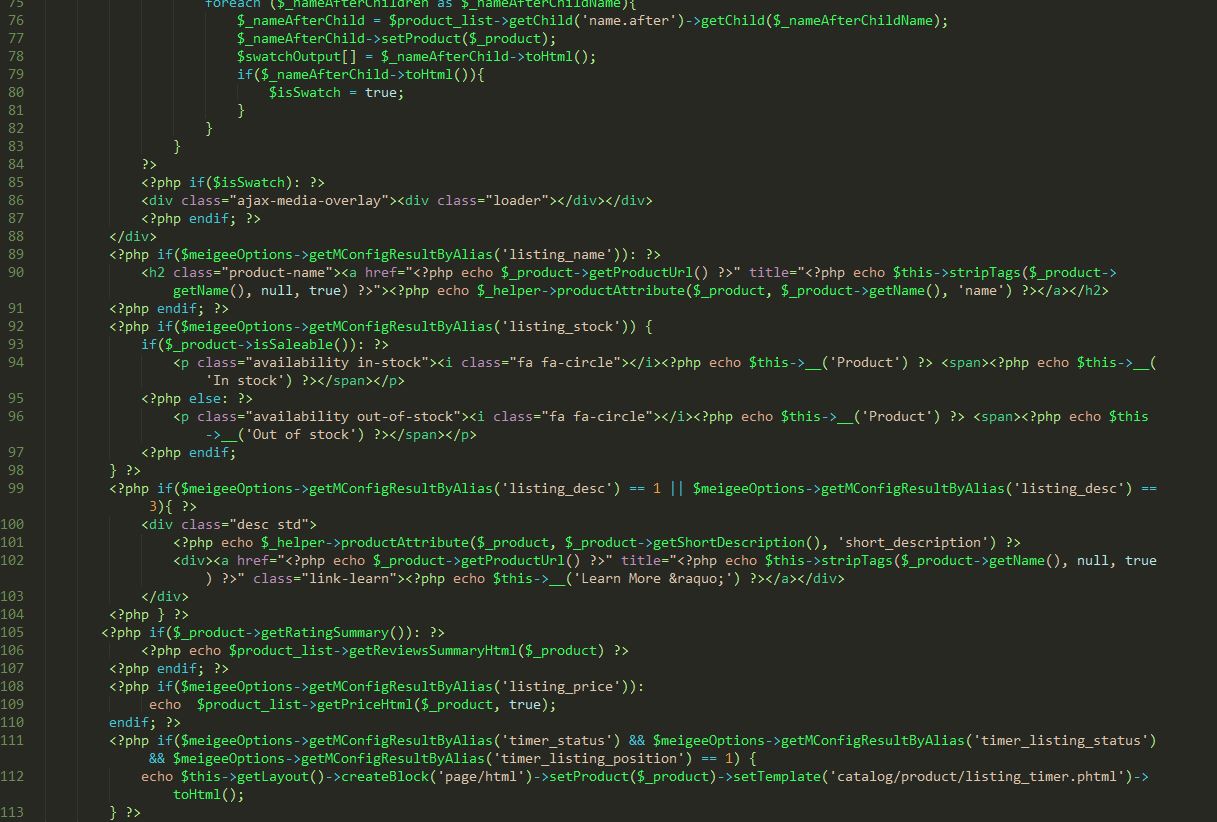 75 foreach ($_nameAfterChildren as $_nameAfterChildName){
76 $_nameAfterChild = $product_list->getChild('name.after')->getChild($_nameAfterChildName);
77 $_nameAfterChild->setProduct($_product);
78 $swatchOutput[] = $_nameAfterChild->toHtml();
79 if($_nameAfterChild->toHtml()){
80 $isSwatch = true;
81 }
82 }
83 }
84 ?>
85 <?php if($isSwatch): ?>
86 <div class="ajax-media-overlay"><div class="loader"></div></div>
87 <?php endif; ?>
88 </div>
89 <?php if($meigeeOptions->getMConfigResultByAlias('listing_name')): ?>
90 <h2 class="product-name"><a href="<?php echo $_product->getProductUrl() ?>" title="<?php echo $this->stripTags($_product->
getName(), null, true) ?>"><?php echo $_helper->productAttribute($_product, $_product->getName(), 'name') ?></a></h2>
91 <?php endif; ?>
92 <?php if($meigeeOptions->getMConfigResultByAlias('listing_stock')) {
93 if($_product->isSaleable()): ?>
94 <p class="availability in-stock"><i class="fa fa-circle"></i><?php echo $this->__('Product') ?> <span><?php echo $this->__(
'In stock') ?></span></p>
95 <?php else: ?>
96 <p class="availability out-of-stock"><i class="fa fa-circle"></i><?php echo $this->__('Product') ?> <span><?php echo $this
->__('Out of stock') ?></span></p>
97 <?php endif;
98 } ?>
99 <?php if($meigeeOptions->getMConfigResultByAlias('listing_desc') == 1 || $meigeeOptions->getMConfigResultByAlias('listing_desc') ==
3){ ?>
100 <div class="desc std">
101 <?php echo $_helper->productAttribute($_product, $_product->getShortDescription(), 'short_description') ?>
102 <div><a href="<?php echo $_product->getProductUrl() ?>" title="<?php echo $this->stripTags($_product->getName(), null, true
) ?>" class="link-learn"><?php echo $this->__('Learn More &raquo;') ?></a></div>
103 </div>
104 <?php } ?>
105 <?php if($_product->getRatingSummary()): ?>
106 <?php echo $product_list->getReviewsSummaryHtml($_product) ?>
107 <?php endif; ?>
108 <?php if($meigeeOptions->getMConfigResultByAlias('listing_price')):
109 echo  $product_list->getPriceHtml($_product, true);
110 endif; ?>
111 <?php if($meigeeOptions->getMConfigResultByAlias('timer_status') && $meigeeOptions->getMConfigResultByAlias('timer_listing_status')
&& $meigeeOptions->getMConfigResultByAlias('timer_listing_position') == 1) {
112 echo $this->getLayout()->createBlock('page/html')->setProduct($_product)->setTemplate('catalog/product/listing_timer.phtml')->
toHtml();
113 } ?>